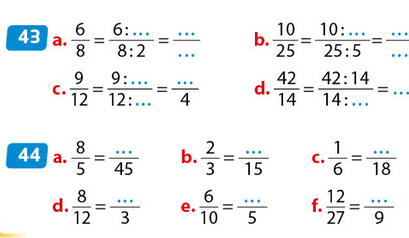 43 a. 6/8 = 6:.../8:2 = .../... b. 10/25 = 10:.../25:5 = .../...
c. 9/12 = 9:.../12:... = .../4 d. 42/14 = 42:14/14:... = ...
44 a. 8/5 = .../45 b. 2/3 = .../15 c. 1/6 = .../18
d. 8/12 = .../3 e. 6/10 = .../5 f. 12/27 = .../9